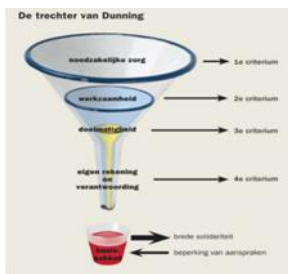 De trechter van Dunning
noodzakelijke zorg
1e criterium
werkzaamheid
2e criterium
doelmatigheid
3e criterium
eigen rekening
en
verantwoording
4e criterium
brede solidariteit
basis-
pakket
beperking van aanspraken